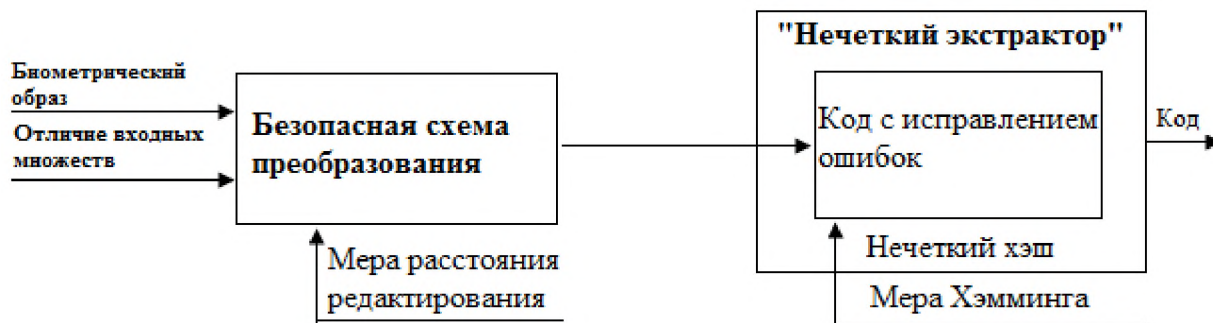 "Нечеткий экстрактор"
Биометрический
образ
Отличие входных
множеств
Безопасная схема
преобразования
Код с исправлением
ошибок
Код
Мера расстояния
редактирования
Нечеткий хэш
Мера Хэмминга